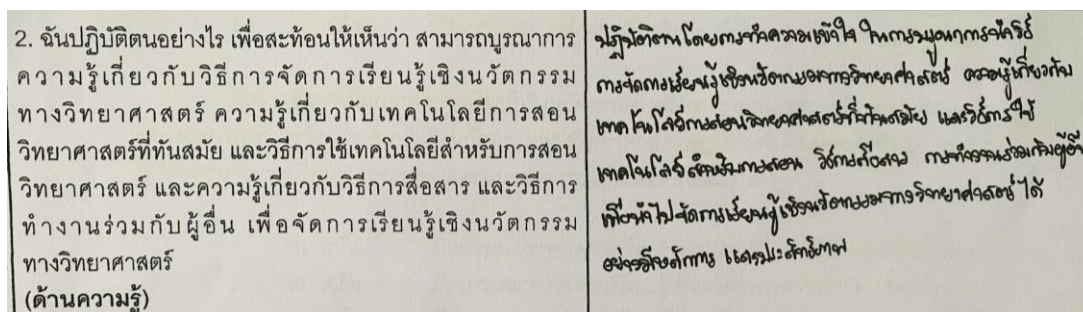 2. ฉันปฏิบัติตนอย่างไร เพื่อสะท้อนให้เห็นว่า สามารถบูรณาการ
ความรู้เกี่ยวกับวิธีการจัดการเรียนรู้เชิงนวัตกรรม
ทางวิทยาศาสตร์ ความรู้เกี่ยวกับเทคโนโลยีการสอน
วิทยาศาสตร์ที่ทันสมัย และวิธีการใช้เทคโนโลยีสำหรับการสอน
วิทยาศาสตร์ และความรู้เกี่ยวกับวิธีการสื่อสาร และวิธีการ
ทำงานร่วมกับผู้อื่น เพื่อจัดการเรียนรู้เชิงนวัตกรรม
ทางวิทยาศาสตร์
(ด้านความรู้)
ปฏิบัติตนโดยการทำความเข้าใจ ในการบูรณาการ
การจัดการเรียนรู้เชิงนวัตกรรมทางวิทยาศาสตร์ ความรู้เกี่ยวกับ
เทคโนโลยีการสอนวิทยาศาสตร์ที่ทันสมัย และวิธีการใช้
เทคโนโลยีสำหรับการสอน วิธีการสื่อสาร การทำงานร่วมกับผู้อื่น
เพื่อนำไปจัดการเรียนรู้เชิงนวัตกรรมทางวิทยาศาสตร์ ได้
และประสิทธิภาพ